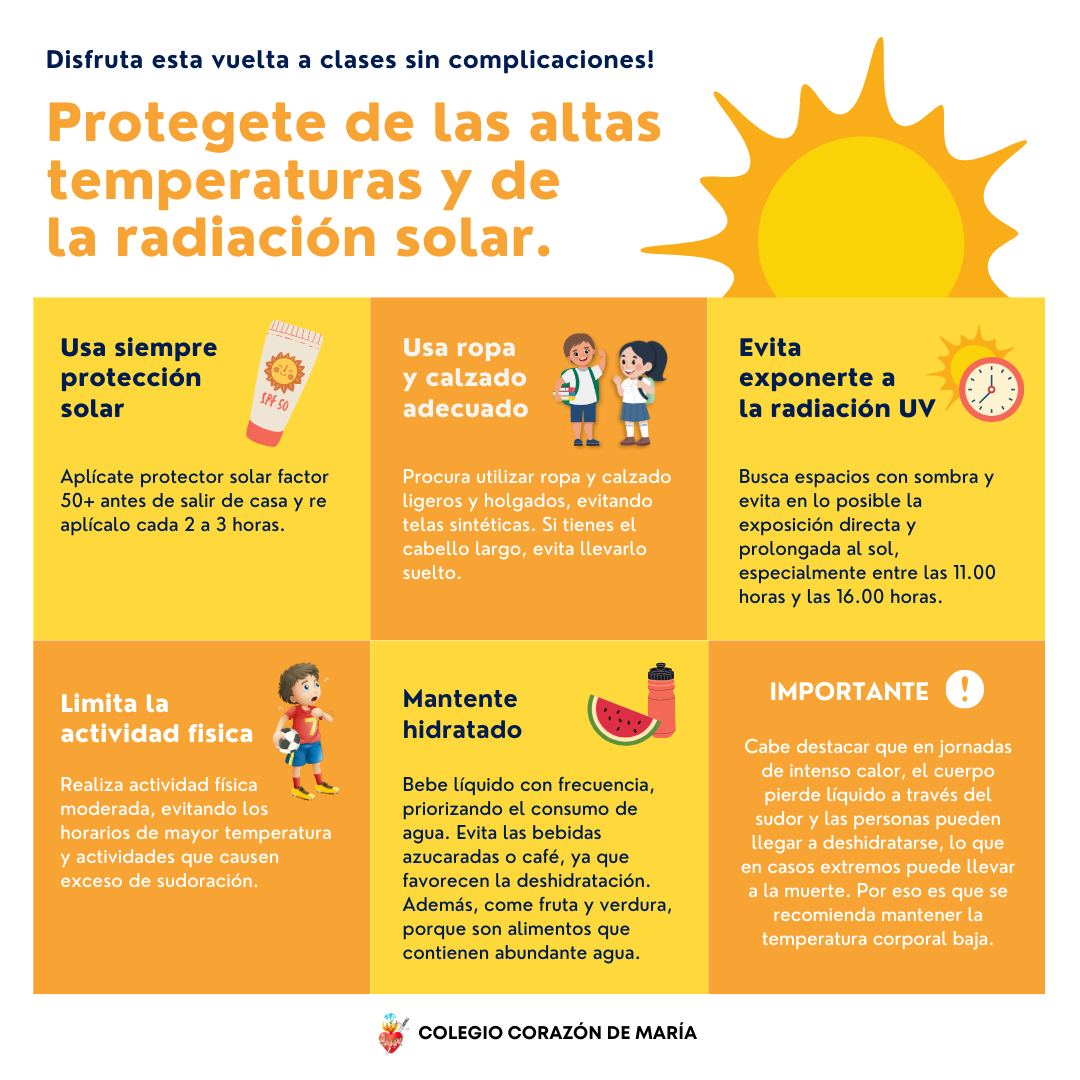 Disfruta esta vuelta a clases sin complicaciones!
Protegete de las altas
temperaturas y de
la radiación solar.
Usa siempre
protección
solar
SPF 50
Aplícate protector solar factor
50+ antes de salir de casa y re
aplícalo cada 2 a 3 horas.
Usa ropa
y calzado
adecuado
Procura utilizar ropa y calzado
ligeros y holgados, evitando
telas sintéticas. Si tienes el
cabello largo, evita llevarlo
suelto.
Evita
exponerte a
la radiación UV
Busca espacios con sombra y
evita en lo posible la
exposición directa y
prolongada al sol,
especialmente entre las 11.00
horas y las 16.00 horas.
Limita la
actividad fisica
7
Realiza actividad física
moderada, evitando los
horarios de mayor temperatura
y actividades que causen
exceso de sudoración.
Mantente
hidratado
Bebe líquido con frecuencia,
priorizando el consumo de
agua. Evita las bebidas
azucaradas o café, ya que
favorecen la deshidratación.
Además, come fruta y verdura,
porque son alimentos que
contienen abundante agua.
IMPORTANTE !
Cabe destacar que en jornadas
de intenso calor, el cuerpo
pierde líquido a través del
sudor y las personas pueden
llegar a deshidratarse, lo que
en casos extremos puede llevar
a la muerte. Por eso es que se
recomienda mantener la
temperatura corporal baja.
COLEGIO CORAZÓN DE MARÍA